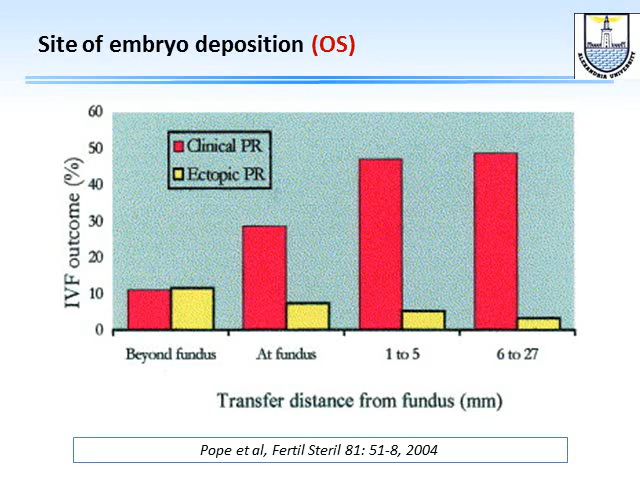 Site of embryo deposition (OS)
ALEXANDRIA UNIVERSITY
60
50
40
30
20
10
0
IVF outcome (%)
Clinical PR
Ectopic PR
Beyond fundus
At fundus
1 to 5
6 to 27
Transfer distance from fundus (mm)
Pope et al, Fertil Steril 81: 51-8, 2004